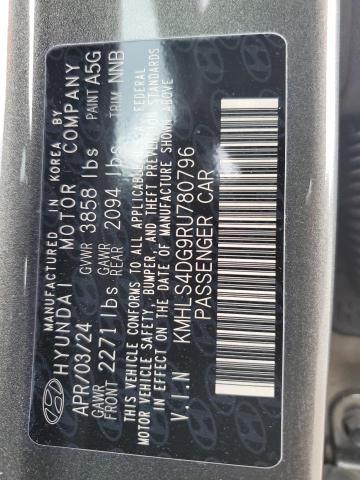 MANUFACTURED IN KOREA BY
HYUNDAI MOTOR COMPANY
APR/03/24 GVWR 3858 lbs PAINT A5G
GAWR FRONT 2271 lbs GAWR REAR 2094 lbs TRIM NNB
THIS VEHICLE CONFORMS TO ALL APPLICABLE FEDERAL
MOTOR VEHICLE SAFETY, BUMPER, AND THEFT PREVENTION STANDARDS
IN EFFECT ON THE DATE OF MANUFACTURE SHOWN ABOVE
V.I.N KMHLS4DG9RU780796
PASSENGER CAR